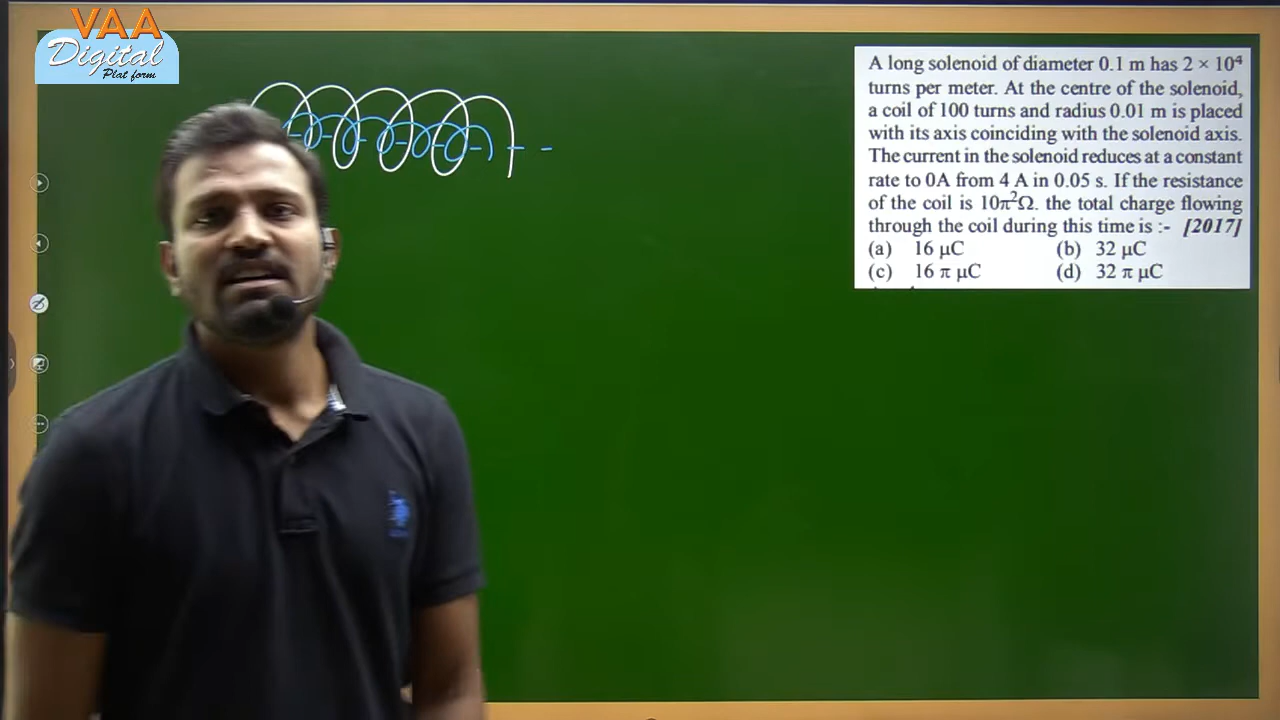 VAA
Digital
Plat form
A long solenoid of diameter 0.1 m has 2 × 10⁴
turns per meter. At the centre of the solenoid,
a coil of 100 turns and radius 0.01 m is placed
with its axis coinciding with the solenoid axis.
The current in the solenoid reduces at a constant
rate to 0A from 4 A in 0.05 s. If the resistance
of the coil is 10π²Ω. the total charge flowing
through the coil during this time is :- [2017]
(a) 16 μC (b) 32 μC
(c) 16 π μC (d) 32 π μC